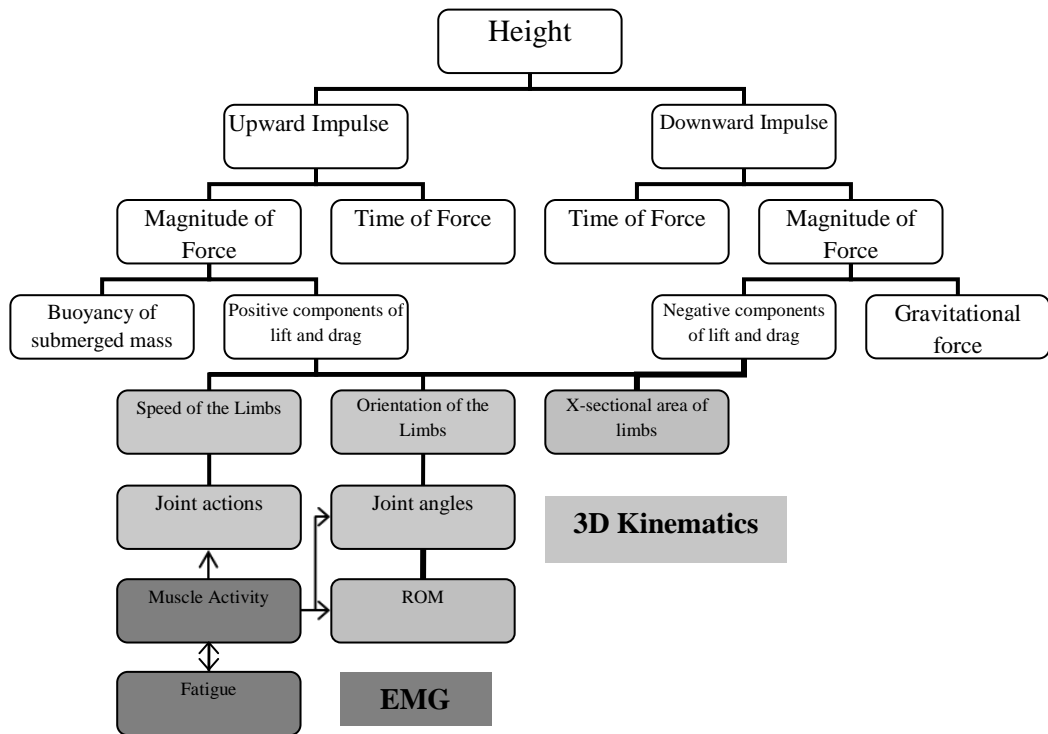 Height
Upward Impulse
Downward Impulse
Magnitude of
Force
Time of Force
Time of Force
Magnitude of
Force
Buoyancy of
submerged mass
Positive components of
lift and drag
Negative components
of lift and drag
Gravitational
force
Speed of the Limbs
Orientation of the
Limbs
X-sectional area of
limbs
Joint actions
Joint angles
3D Kinematics
Muscle Activity
ROM
Fatigue
EMG